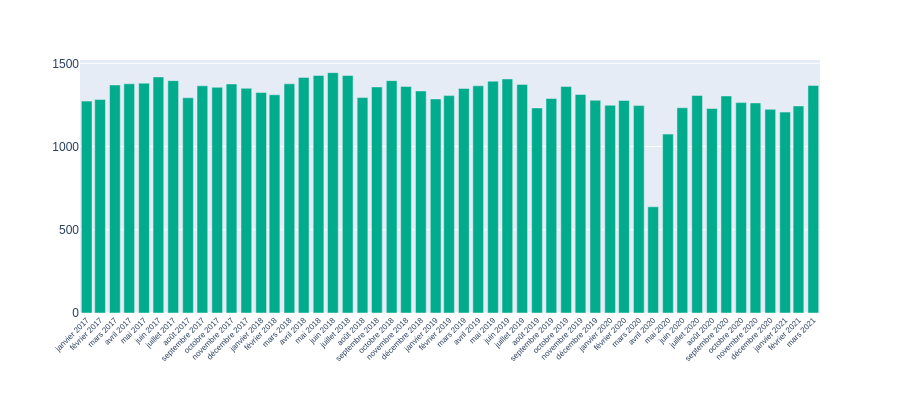 1500
1000
500
0
janvier 2017
février 2017
mars 2017
avril 2017
mai 2017
juin 2017
juillet 2017
août 2017
septembre 2017
octobre 2017
novembre 2017
décembre 2017
janvier 2018
février 2018
mars 2018
avril 2018
mai 2018
juin 2018
juillet 2018
août 2018
septembre 2018
octobre 2018
novembre 2018
décembre 2018
janvier 2019
février 2019
mars 2019
avril 2019
mai 2019
juin 2019
juillet 2019
août 2019
septembre 2019
octobre 2019
novembre 2019
décembre 2019
janvier 2020
février 2020
mars 2020
avril 2020
mai 2020
juin 2020
juillet 2020
août 2020
septembre 2020
octobre 2020
novembre 2020
décembre 2020
janvier 2021
février 2021
mars 2021